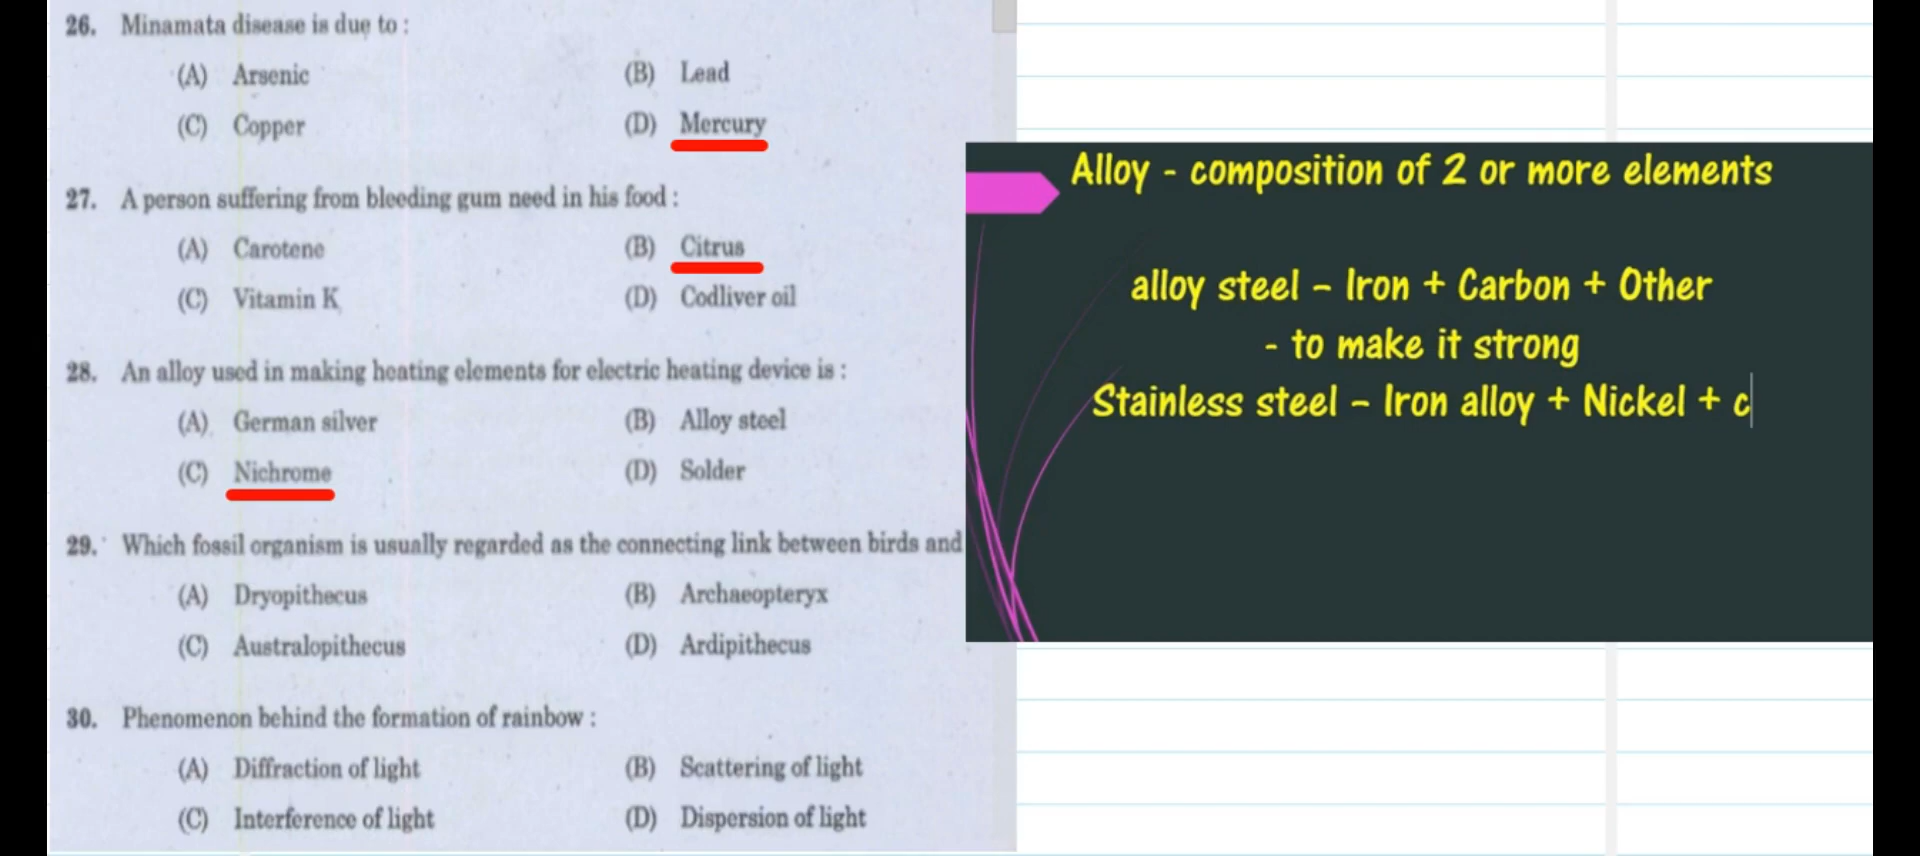 26. Minamata disease is due to :
(A) Arsenic (B) Lead
(C) Copper (D) Mercury
27. A person suffering from bleeding gum need in his food :
(A) Carotene (B) Citrus
(C) Vitamin K (D) Codliver oil
28. An alloy used in making heating elements for electric heating device is :
(A) German silver (B) Alloy steel
(C) Nichrome (D) Solder
29. Which fossil organism is usually regarded as the connecting link between birds and
(A) Dryopithecus (B) Archaeopteryx
(C) Australopithecus (D) Ardipithecus
30. Phenomenon behind the formation of rainbow :
(A) Diffraction of light (B) Scattering of light
(C) Interference of light (D) Dispersion of light
Alloy - composition of 2 or more elements
alloy steel – Iron + Carbon + Other
- to make it strong
Stainless steel – Iron alloy + Nickel + c